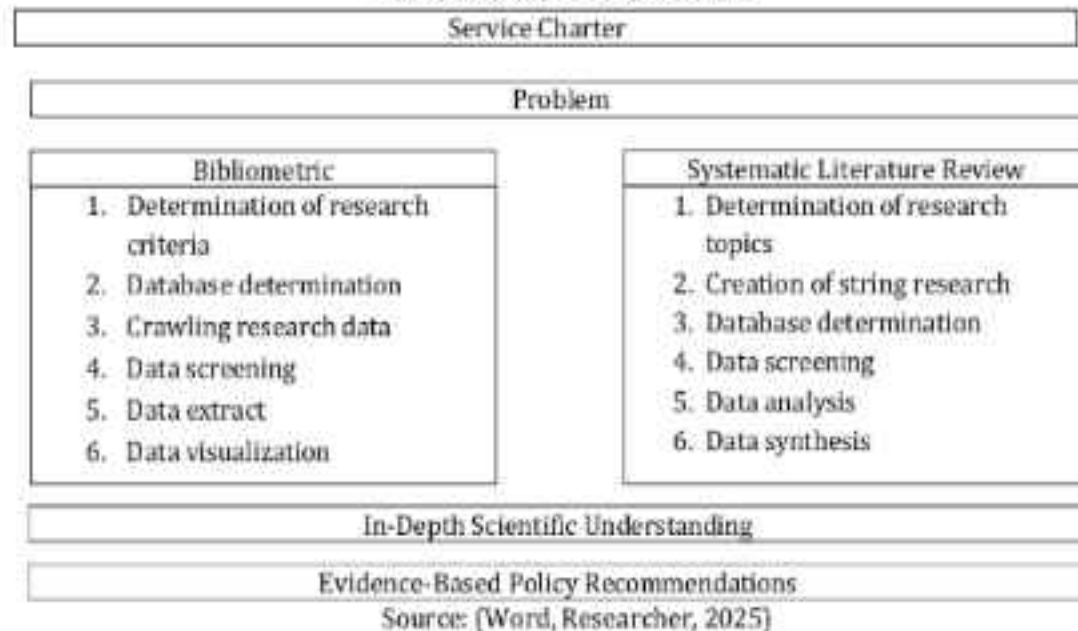 Service Charter
Problem
Bibliometric
1. Determination of research
criteria
2. Database determination
3. Crawling research data
4. Data screening
5. Data extract
6. Data visualization
Systematic Literature Review
1. Determination of research
topics
2. Creation of string research
3. Database determination
4. Data screening
5. Data analysis
6. Data synthesis
In-Depth Scientific Understanding
Evidence-Based Policy Recommendations
Source: (Word, Researcher, 2025)